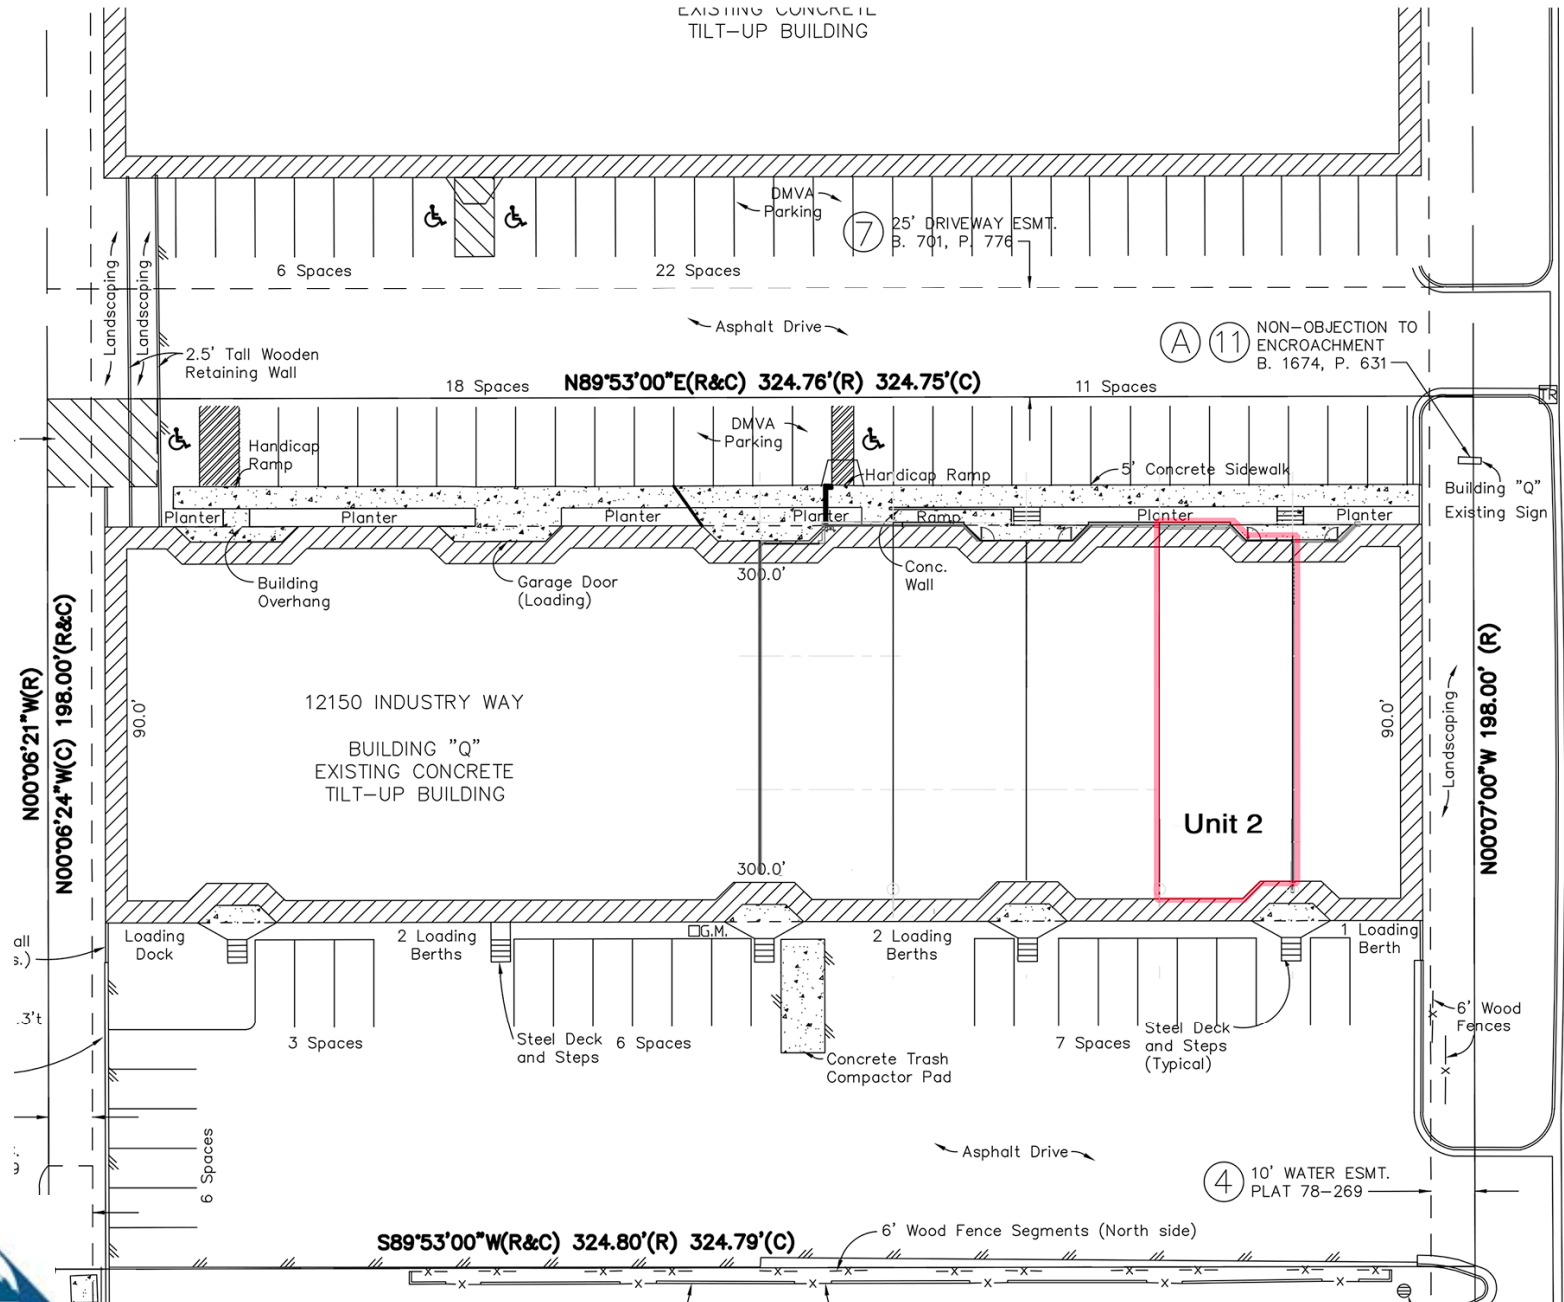 EXISTING CONCRETE
TILT-UP BUILDING
DMVA
Parking
7
25' DRIVEWAY ESMT.
B. 701, P. 776
6 Spaces
22 Spaces
Landscaping
Landscaping
Asphalt Drive
A
11
NON-OBJECTION TO
ENCROACHMENT
B. 1674, P. 631
2.5' Tall Wooden
Retaining Wall
18 Spaces
N89°53'00"E(R&C) 324.76'(R) 324.75'(C)
11 Spaces
TR
DMVA
Parking
Handicap
Ramp
Handicap Ramp
5' Concrete Sidewalk
Building "Q"
Existing Sign
Planter
Planter
Planter
Planter
Ramp
Planter
Planter
Building
Overhang
Garage Door
(Loading)
300.0'
Conc.
Wall
N00°06'21"W(R)
N00°06'24"W(C) 198.00'(R&C)
90.0'
12150 INDUSTRY WAY
BUILDING "Q"
EXISTING CONCRETE
TILT-UP BUILDING
Unit 2
90.0'
Landscaping
N00°07'00"W 198.00' (R)
300.0'
Loading
Dock
2 Loading
Berths
G.M.
2 Loading
Berths
1 Loading
Berth
all
s.)
.3't
3 Spaces
Steel Deck
and Steps
6 Spaces
Concrete Trash
Compactor Pad
7 Spaces
Steel Deck
and Steps
(Typical)
6' Wood
Fences
6 Spaces
Asphalt Drive
4
10' WATER ESMT.
PLAT 78-269
S89°53'00"W(R&C) 324.80'(R) 324.79'(C)
6' Wood Fence Segments (North side)